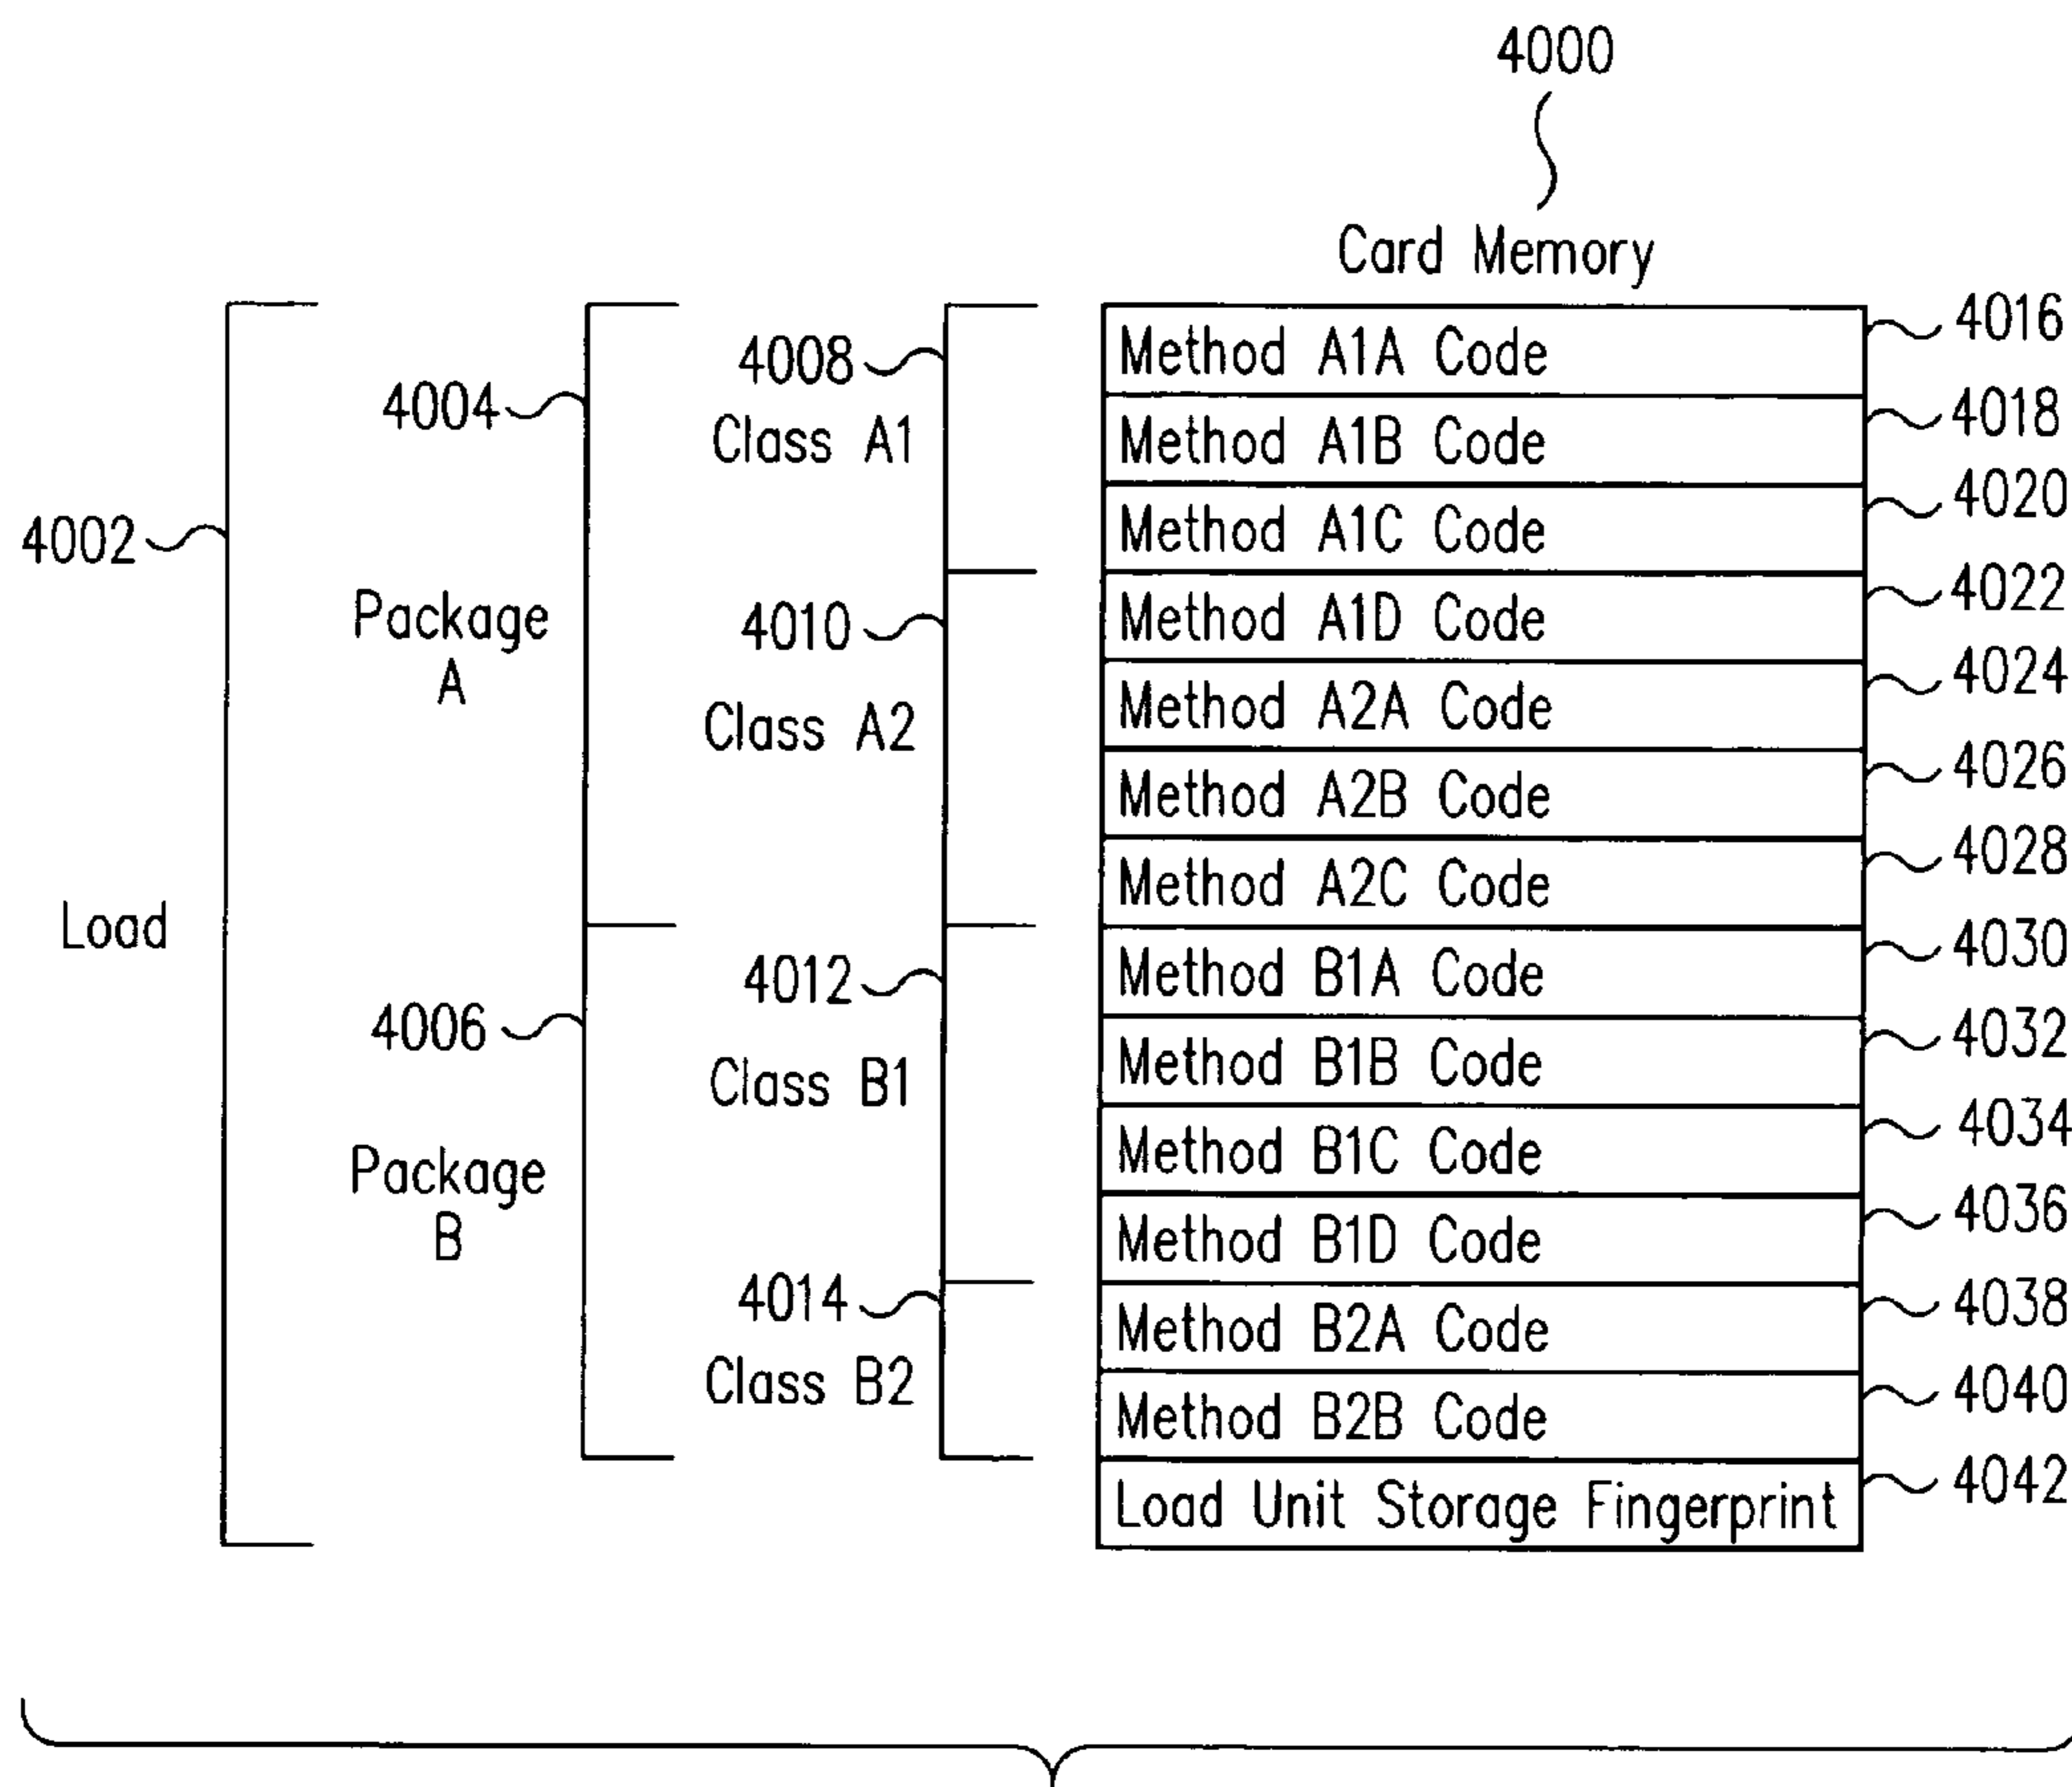 4000
Card Memory
4002
Load
4004
Package
A
4006
Package
B
4008
Class A1
4010
Class A2
4012
Class B1
4014
Class B2
Method A1A Code
4016
Method A1B Code
4018
Method A1C Code
4020
Method A1D Code
4022
Method A2A Code
4024
Method A2B Code
4026
Method A2C Code
4028
Method B1A Code
4030
Method B1B Code
4032
Method B1C Code
4034
Method B1D Code
4036
Method B2A Code
4038
Method B2B Code
4040
Load Unit Storage Fingerprint
4042